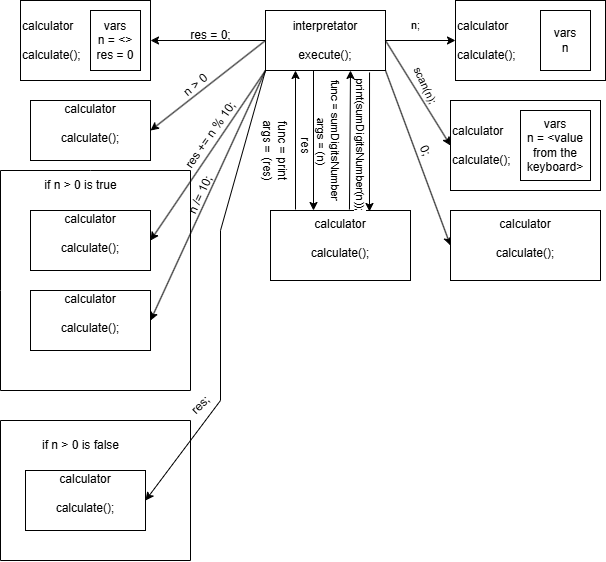 calculator
calculate();
vars
n = <>
res = 0
res = 0;
interpretator
execute();
n;
calculator
calculate();
vars
n
n > 0
scan(n);
calculator
calculate();
res += n % 10;
calculator
calculate();
vars
n = <value
from the
keyboard>
if n > 0 is true
n /= 10;
func = print
args = (res)
res
func = sumDigitsNumber
args = (n)
print(sumDigitsNumber(n));
0;
calculator
calculate();
calculator
calculate();
calculator
calculate();
calculator
calculate();
res;
if n > 0 is false
calculator
calculate();